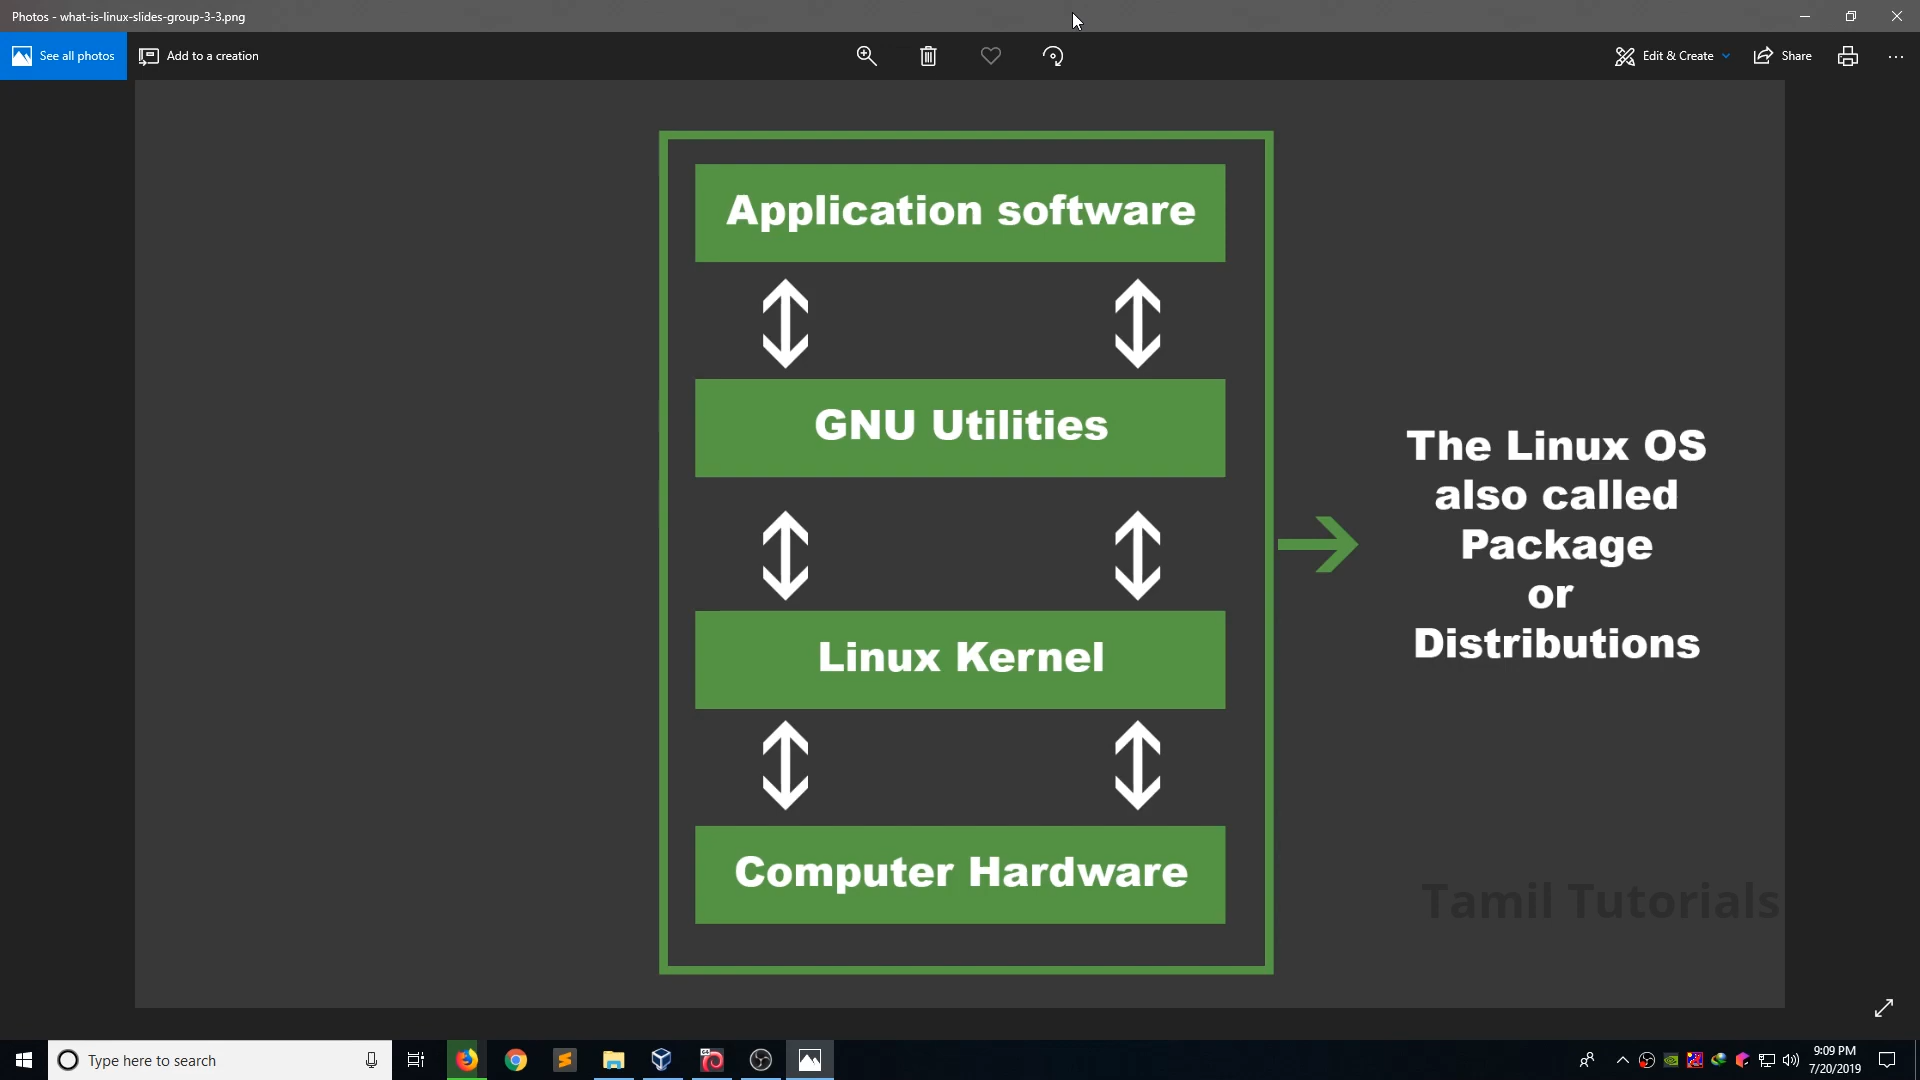 Photos - what-is-linux-slides-group-3-3.png
See all photos
Add to a creation
Edit & Create
Share
Application software
GNU Utilities
The Linux OS
also called
Package
or
Distributions
Linux Kernel
Computer Hardware
Tamil Tutorials
Type here to search
9:09 PM
7/20/2019